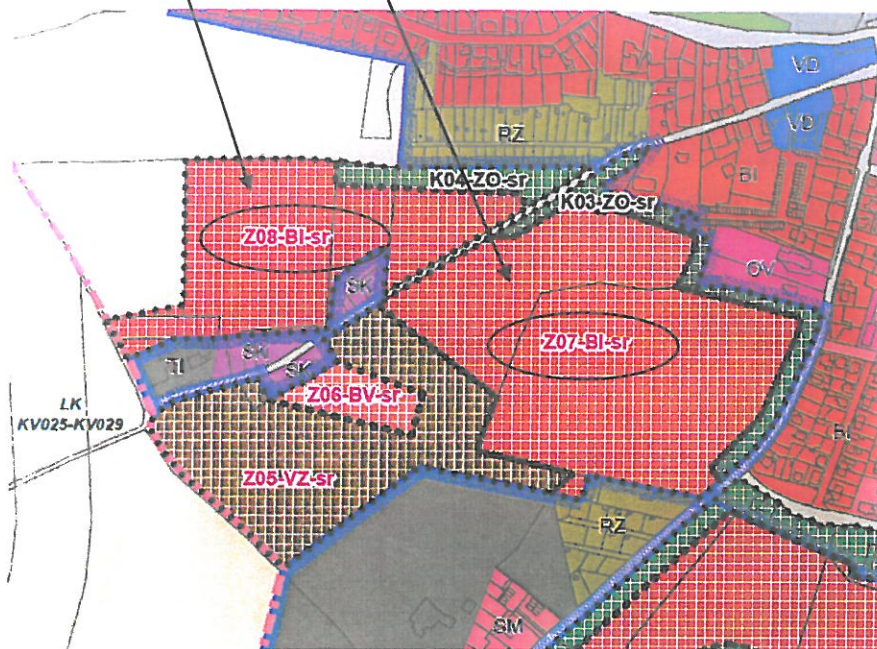 VD
RZ
VD
K04-ZO-sr
BI
K03-ZO-sr
Z08-BI-sr
OV
SK
Z07-BI-sr
SK
TI
SK
Z06-BV-sr
LK
KV025-KV029
BI
Z05-VZ-sr
RZ
SM